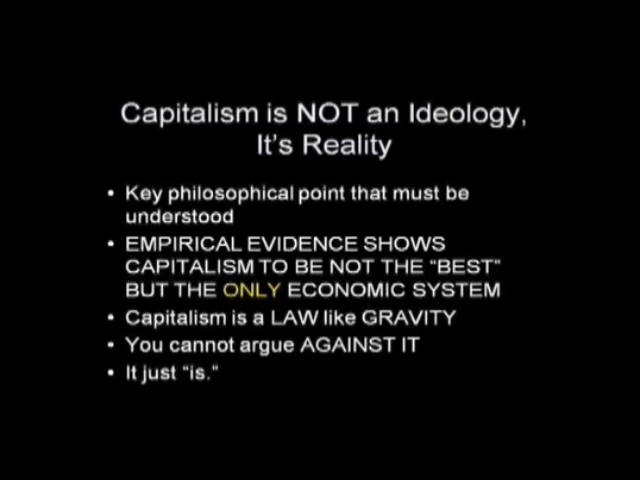 Capitalism is NOT an Ideology,
It's Reality
• Key philosophical point that must be
understood
• EMPIRICAL EVIDENCE SHOWS
CAPITALISM TO BE NOT THE "BEST"
BUT THE ONLY ECONOMIC SYSTEM
• Capitalism is a LAW like GRAVITY
• You cannot argue AGAINST IT
• It just "is."